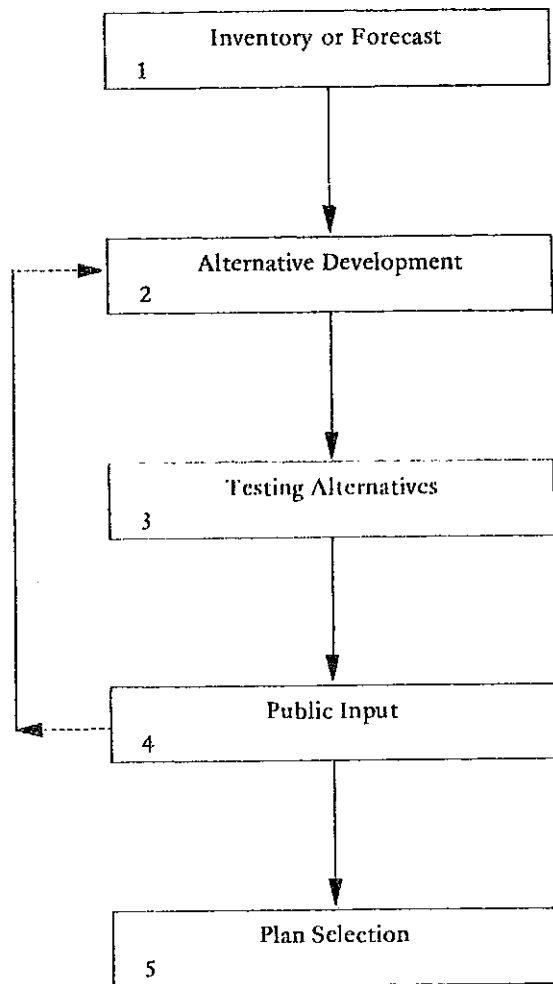 Inventory or Forecast
1
Alternative Development
2
Testing Alternatives
3
Public Input
4
Plan Selection
5